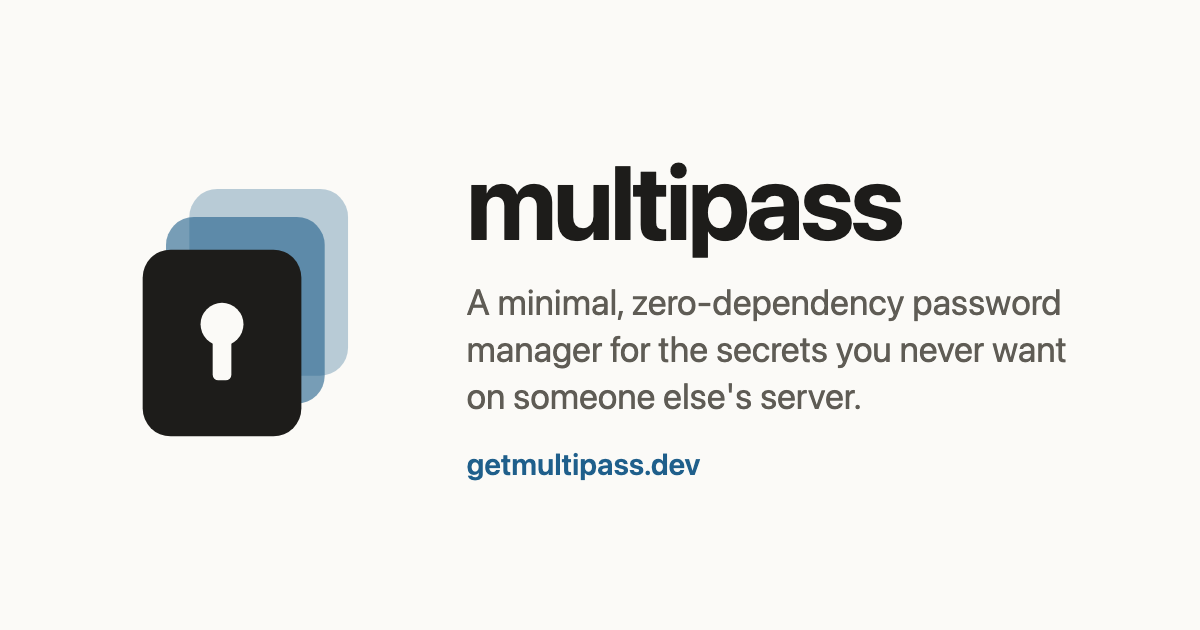 multipass
A minimal, zero-dependency password
manager for the secrets you never want
on someone else's server.
getmultipass.dev